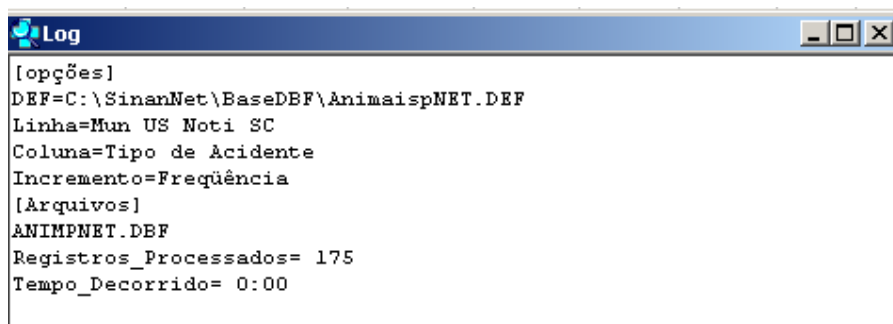 Log
[opções]
DEF=C:\SinanNet\BaseDBF\AnimaispNET.DEF
Linha=Mun US Noti SC
Coluna=Tipo de Acidente
Incremento=Freqüência
[Arquivos]
ANIMPNET.DBF
Registros_Processados= 175
Tempo_Decorrido= 0:00